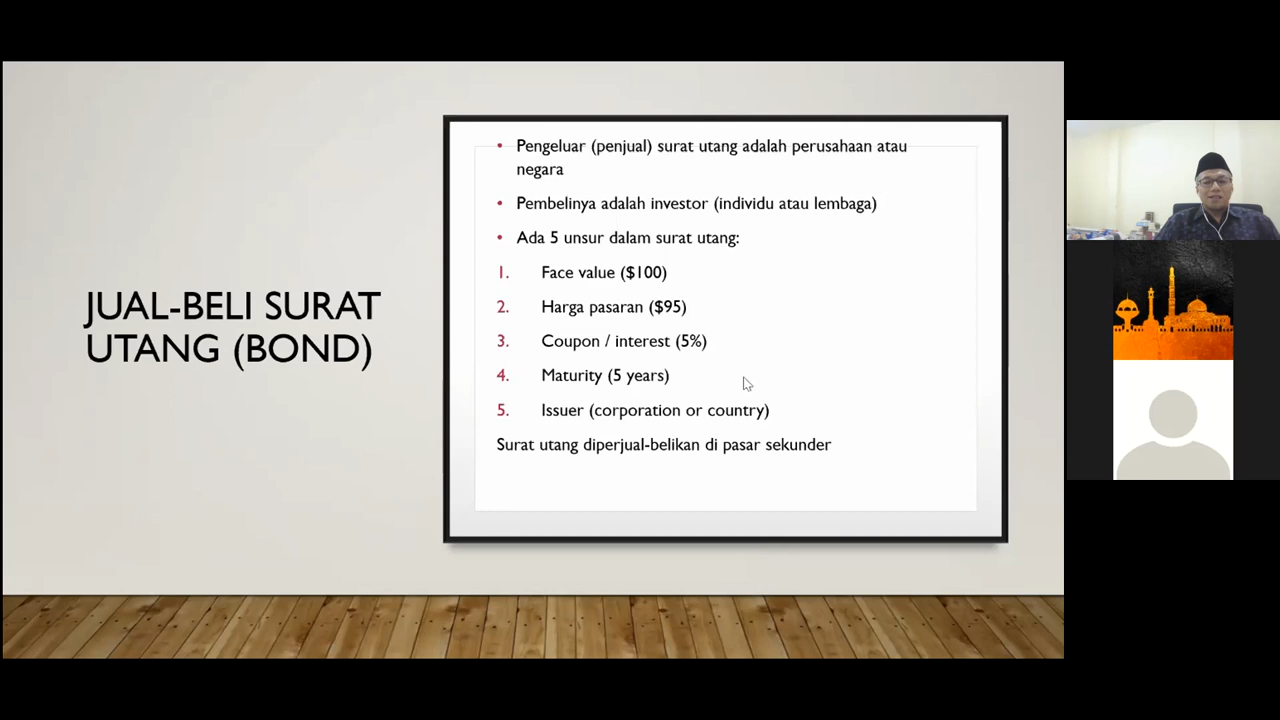 JUAL-BELI SURAT
UTANG (BOND)
• Pengeluar (penjual) surat utang adalah perusahaan atau
negara
• Pembelinya adalah investor (individu atau lembaga)
• Ada 5 unsur dalam surat utang:
1. Face value ($100)
2. Harga pasaran ($95)
3. Coupon / interest (5%)
4. Maturity (5 years)
5. Issuer (corporation or country)
Surat utang diperjual-belikan di pasar sekunder